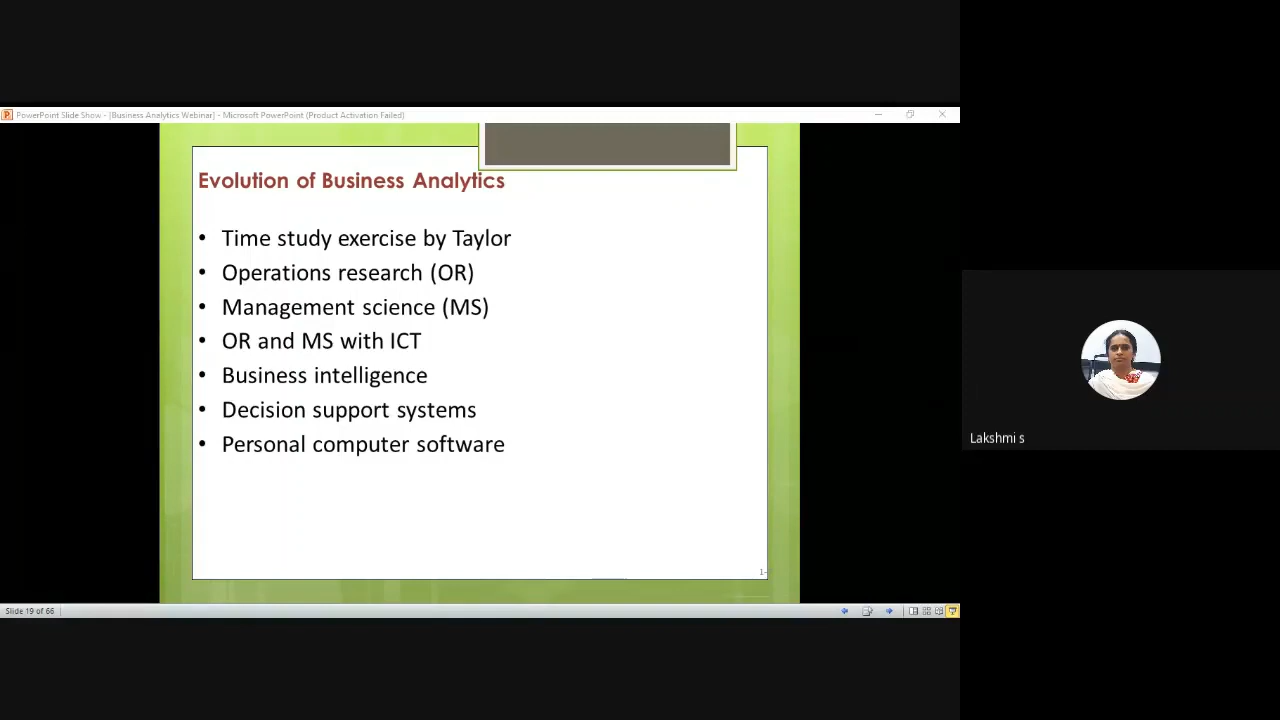 PowerPoint Slide Show - [Business Analytics Webinar] - Microsoft PowerPoint (Product Activation Failed)
Evolution of Business Analytics
• Time study exercise by Taylor
• Operations research (OR)
• Management science (MS)
• OR and MS with ICT
• Business intelligence
• Decision support systems
• Personal computer software
1-
Lakshmi s
Slide 19 of 66